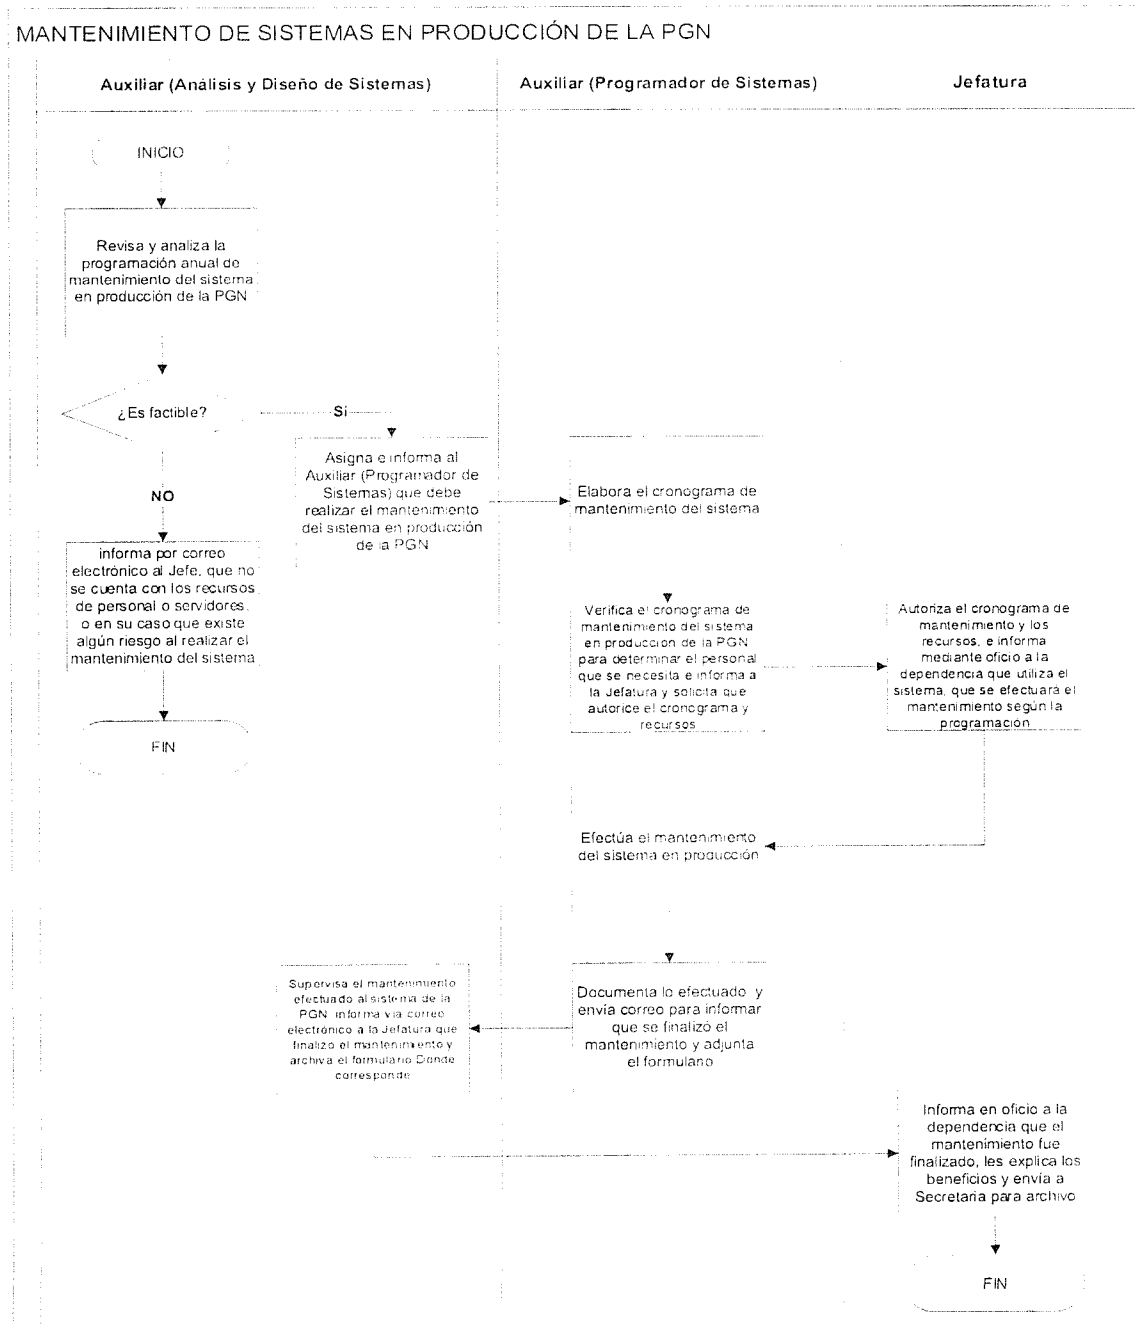 MANTENIMIENTO DE SISTEMAS EN PRODUCCIÓN DE LA PGN
Auxiliar (Análisis y Diseño de Sistemas)
Auxiliar (Programador de Sistemas)
Jefatura
INICIO
Revisa y analiza la
programación anual de
mantenimiento del sistema
en producción de la PGN
¿Es factible?
Si
NO
informa por correo
electrónico al Jefe, que no
se cuenta con los recursos
de personal o servidores,
o en su caso que existe
algún riesgo al realizar el
mantenimiento del sistema
FIN
Asigna e informa al
Auxiliar (Programador de
Sistemas) que debe
realizar el mantenimiento
del sistema en producción
de la PGN
Elabora el cronograma de
mantenimiento del sistema
Verifica el cronograma de
mantenimiento del sistema
en producción de la PGN
para determinar el personal
que se necesita e informa a
la Jefatura y solicita que
autorice el cronograma y
recursos
Autoriza el cronograma de
mantenimiento y los
recursos, e informa
mediante oficio a la
dependencia que utiliza el
sistema, que se efectuará el
mantenimiento según la
programación
Efectúa el mantenimiento
del sistema en producción
Documenta lo efectuado y
envía correo para informar
que se finalizó el
mantenimiento y adjunta
el formulario
Supervisa el mantenimiento
efectuado al sistema de la
PGN informa via correo
electrónico a la Jefatura que
finalizo el mantenimiento y
archiva el formulario Donde
corresponde
Informa en oficio a la
dependencia que el
mantenimiento fue
finalizado, les explica los
beneficios y envía a
Secretaria para archivo
FIN